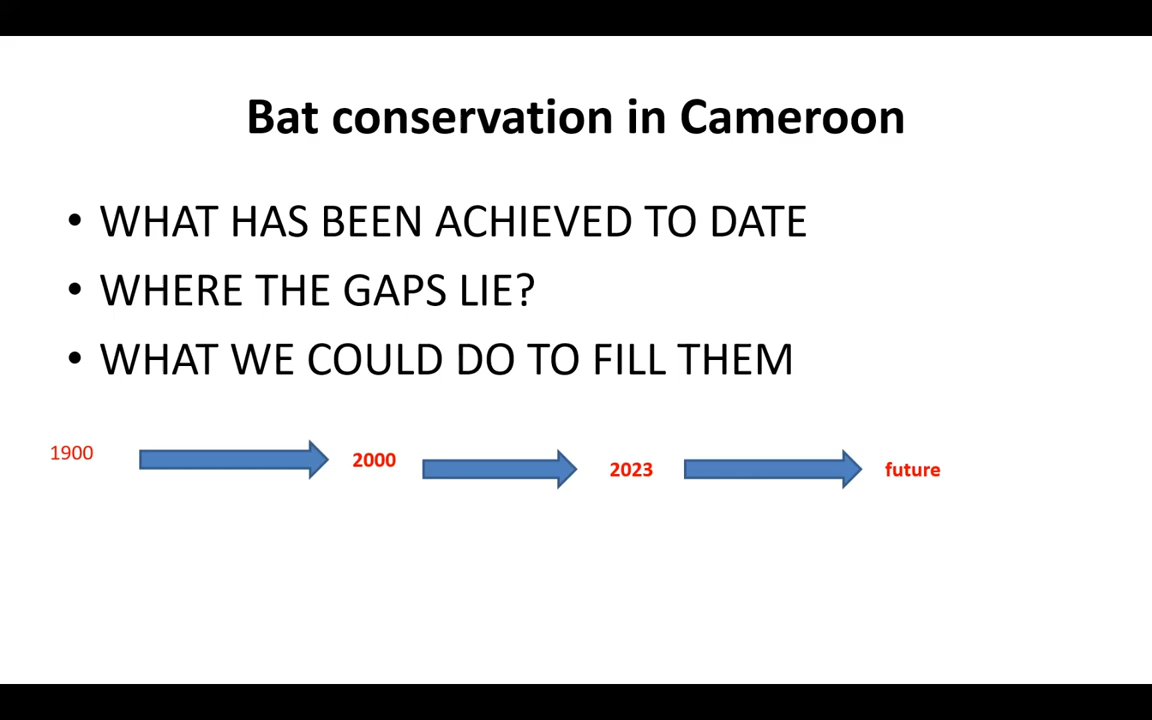 Bat conservation in Cameroon
• WHAT HAS BEEN ACHIEVED TO DATE
• WHERE THE GAPS LIE?
• WHAT WE COULD DO TO FILL THEM
1900 2000 2023 future